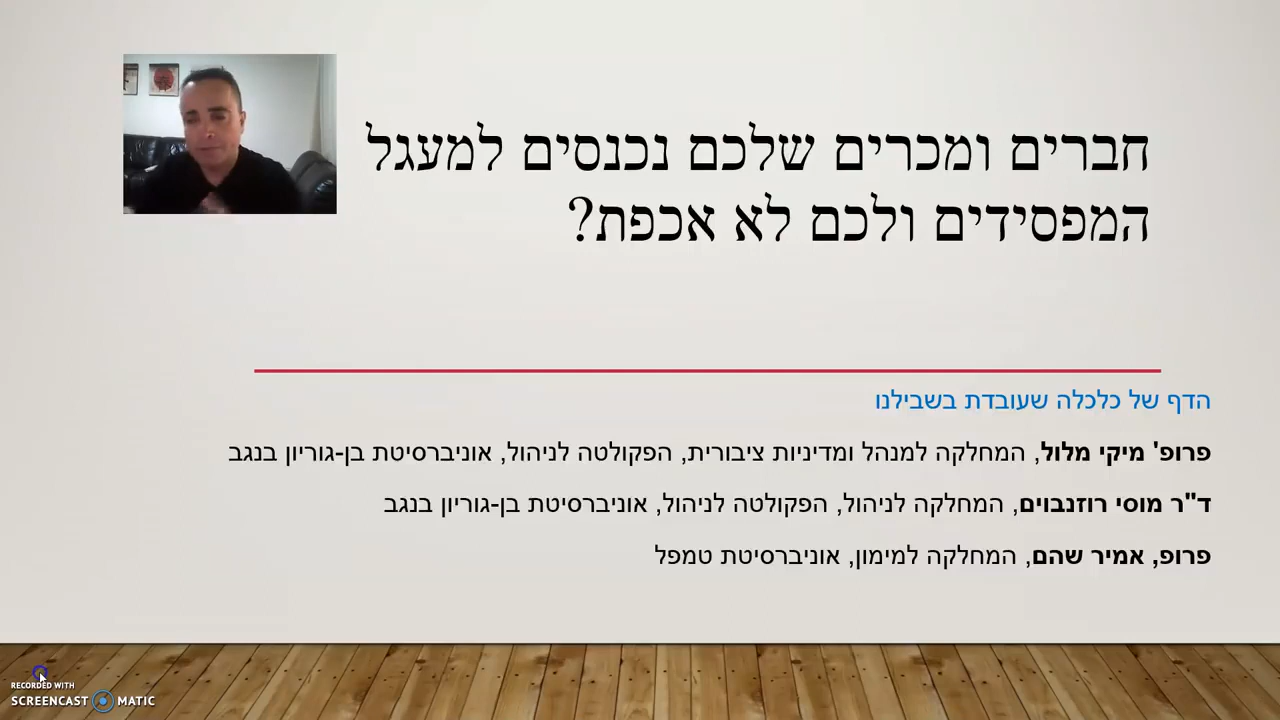 חברים ומכרים שלכם נכנסים למעגל
המפסידים ולכם לא אכפת?
הדף של כלכלה שעובדת בשבילנו
פרופ' מיקי מלול, המחלקה למנהל ומדיניות ציבורית, הפקולטה לניהול, אוניברסיטת בן-גוריון בנגב
ד"ר מוסי רוזנבוים, המחלקה לניהול, הפקולטה לניהול, אוניברסיטת בן-גוריון בנגב
פרופ, אמיר שהם, המחלקה למימון, אוניברסיטת טמפל
RECORDED WITH
SCREENCAST MATIC